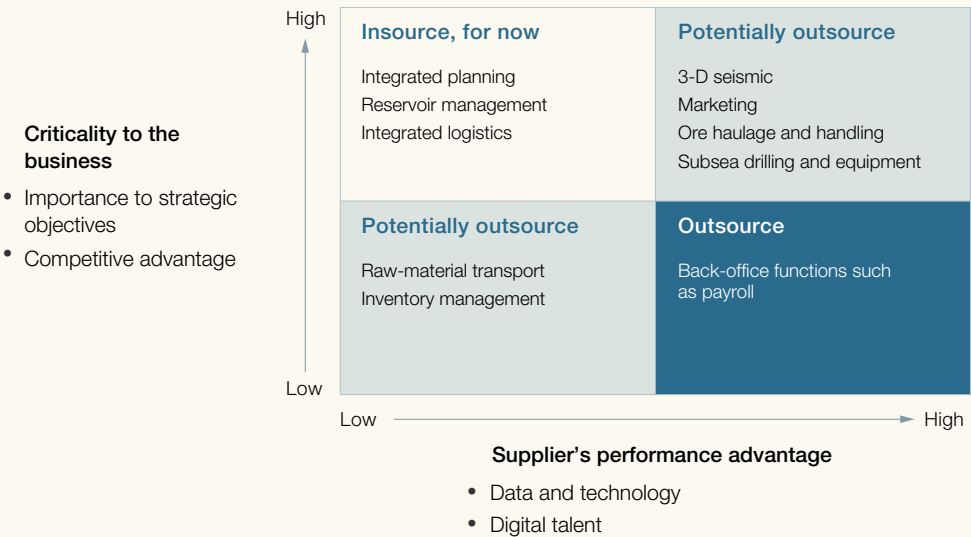 High
Insource, for now
Integrated planning
Reservoir management
Integrated logistics
Potentially outsource
3-D seismic
Marketing
Ore haulage and handling
Subsea drilling and equipment
Criticality to the
business
• Importance to strategic
objectives
• Competitive advantage
Potentially outsource
Raw-material transport
Inventory management
Outsource
Back-office functions such
as payroll
Low
Low
High
Supplier’s performance advantage
• Data and technology
• Digital talent